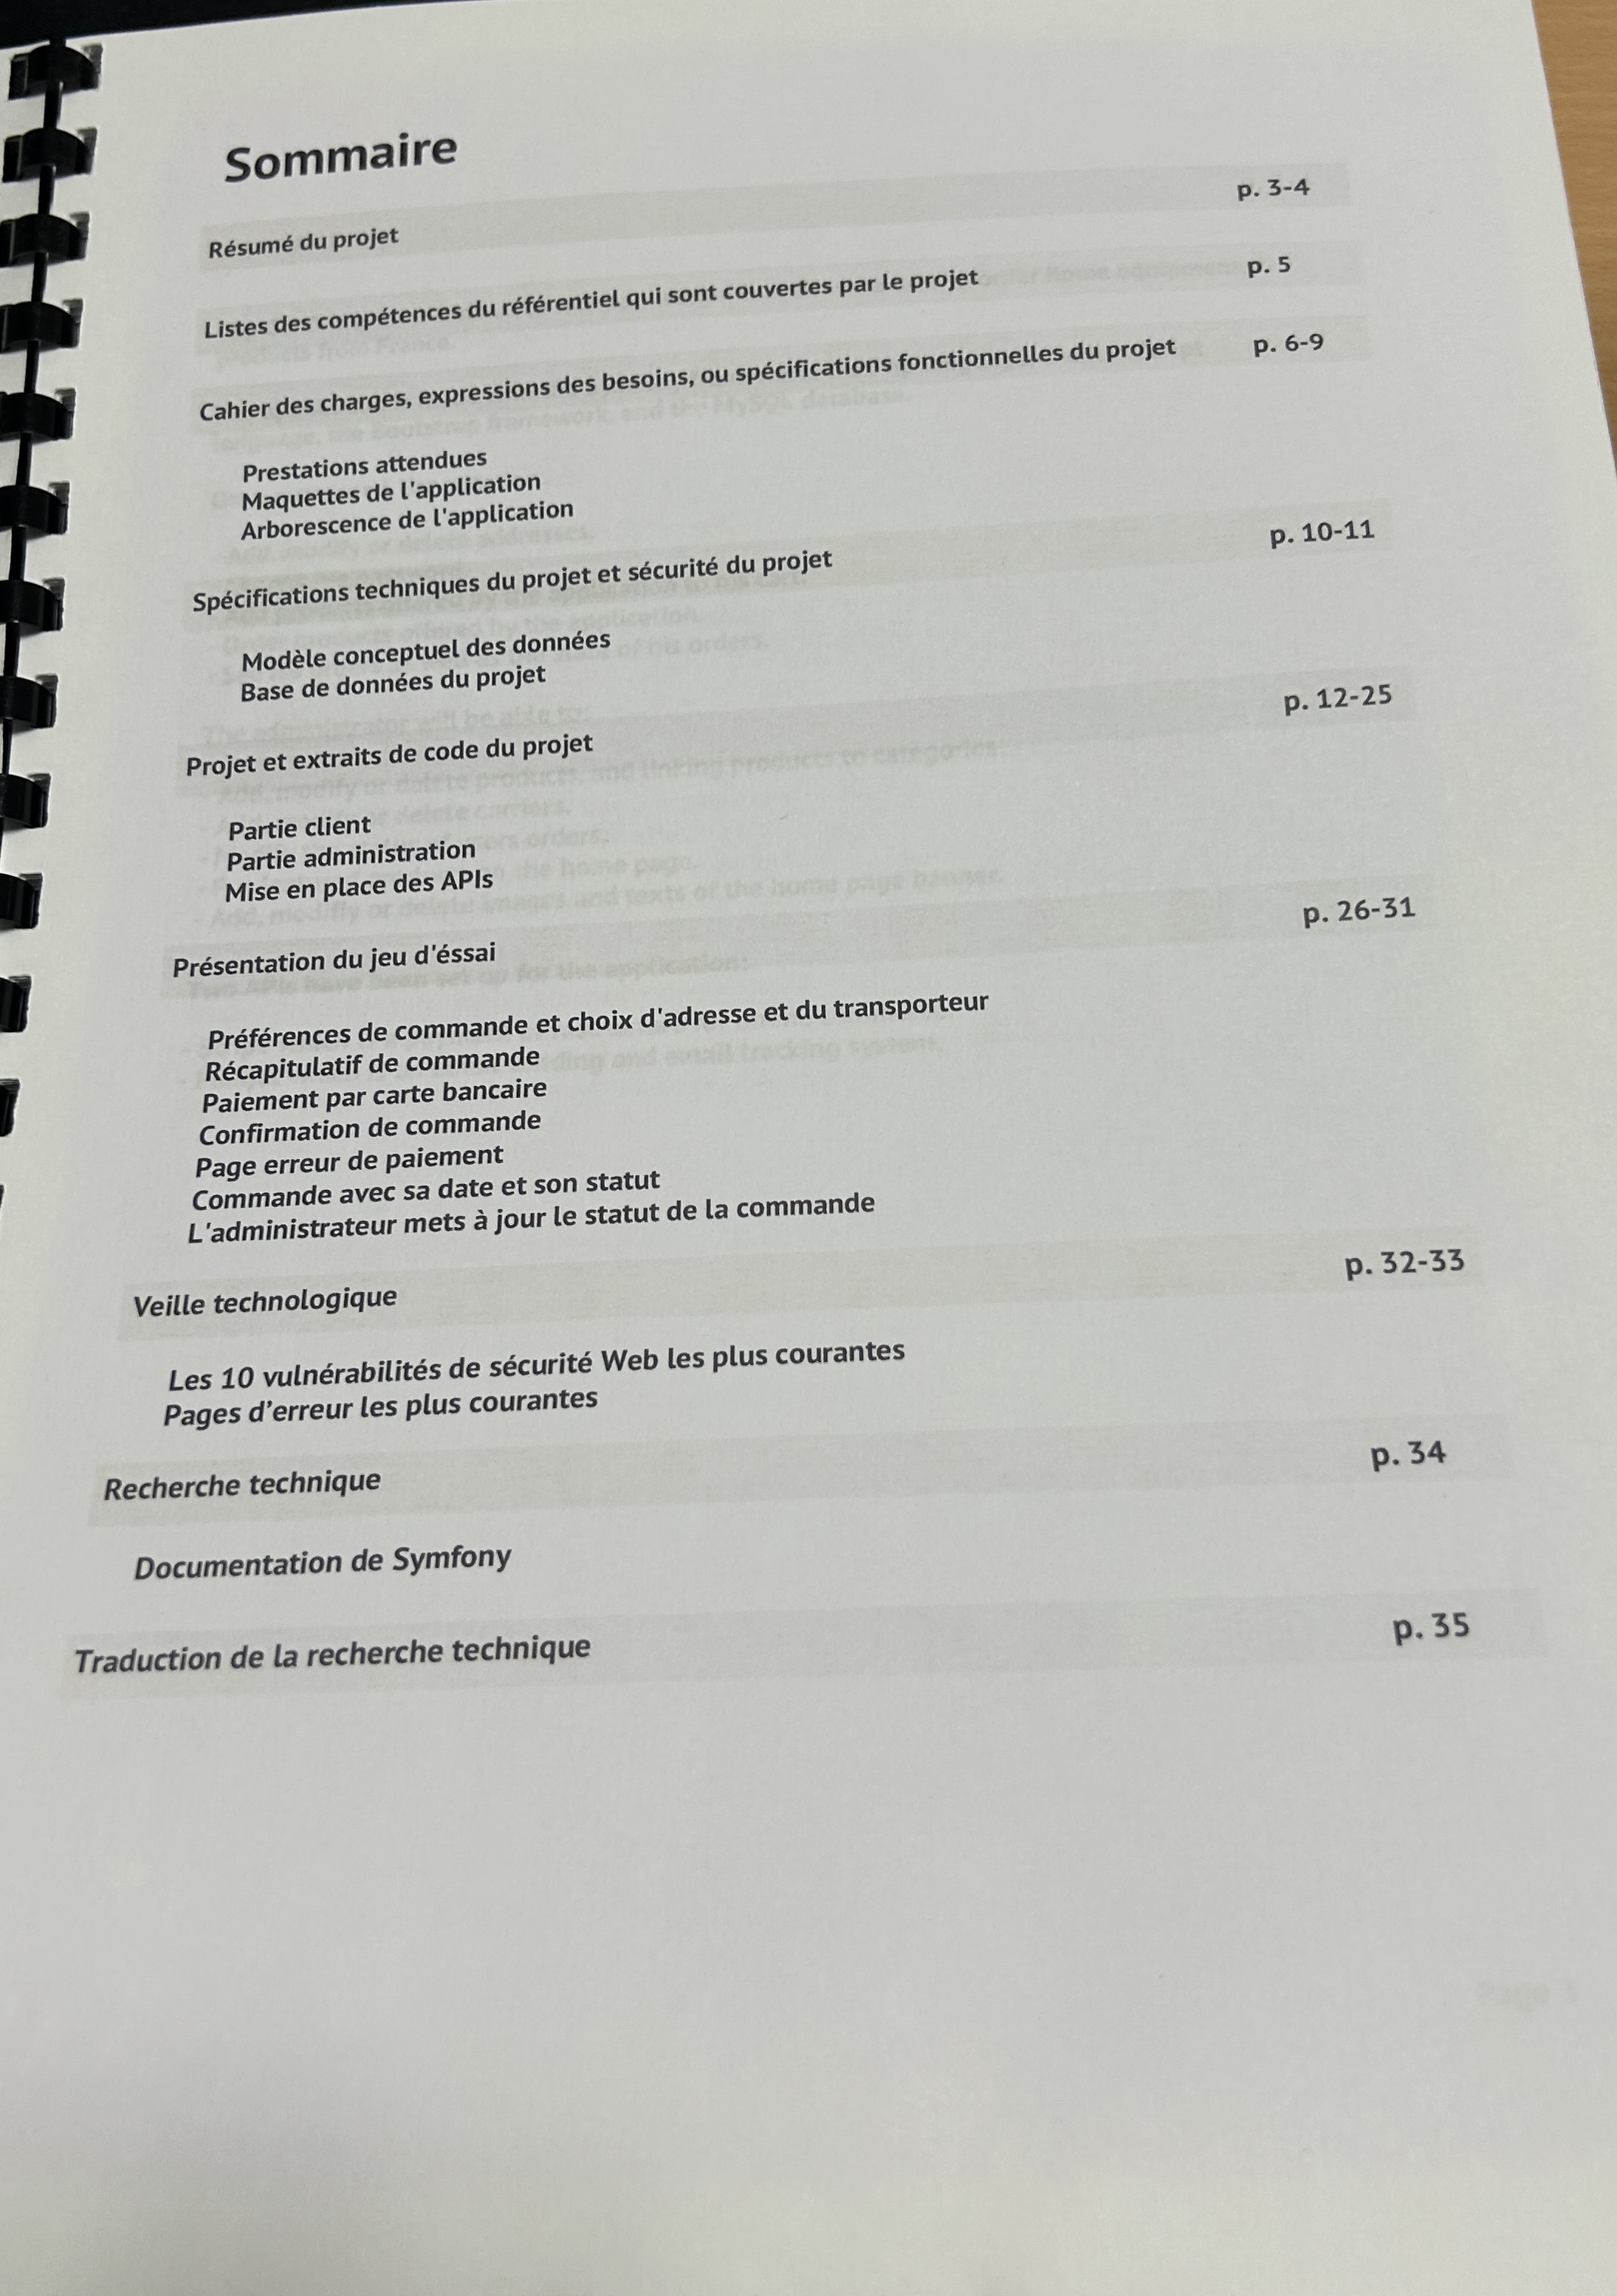 Sommaire
Résumé du projet p. 3-4
Listes des compétences du référentiel qui sont couvertes par le projet p. 5
Cahier des charges, expressions des besoins, ou spécifications fonctionnelles du projet p. 6-9
Prestations attendues
Maquettes de l'application
Arborescence de l'application
Spécifications techniques du projet et sécurité du projet p. 10-11
Modèle conceptuel des données
Base de données du projet
Projet et extraits de code du projet p. 12-25
Partie client
Partie administration
Mise en place des APIs
Présentation du jeu d'éssai p. 26-31
Préférences de commande et choix d'adresse et du transporteur
Récapitulatif de commande
Paiement par carte bancaire
Confirmation de commande
Page erreur de paiement
Commande avec sa date et son statut
L'administrateur mets à jour le statut de la commande
Veille technologique p. 32-33
Les 10 vulnérabilités de sécurité Web les plus courantes
Pages d’erreur les plus courantes
Recherche technique p. 34
Documentation de Symfony
Traduction de la recherche technique p. 35